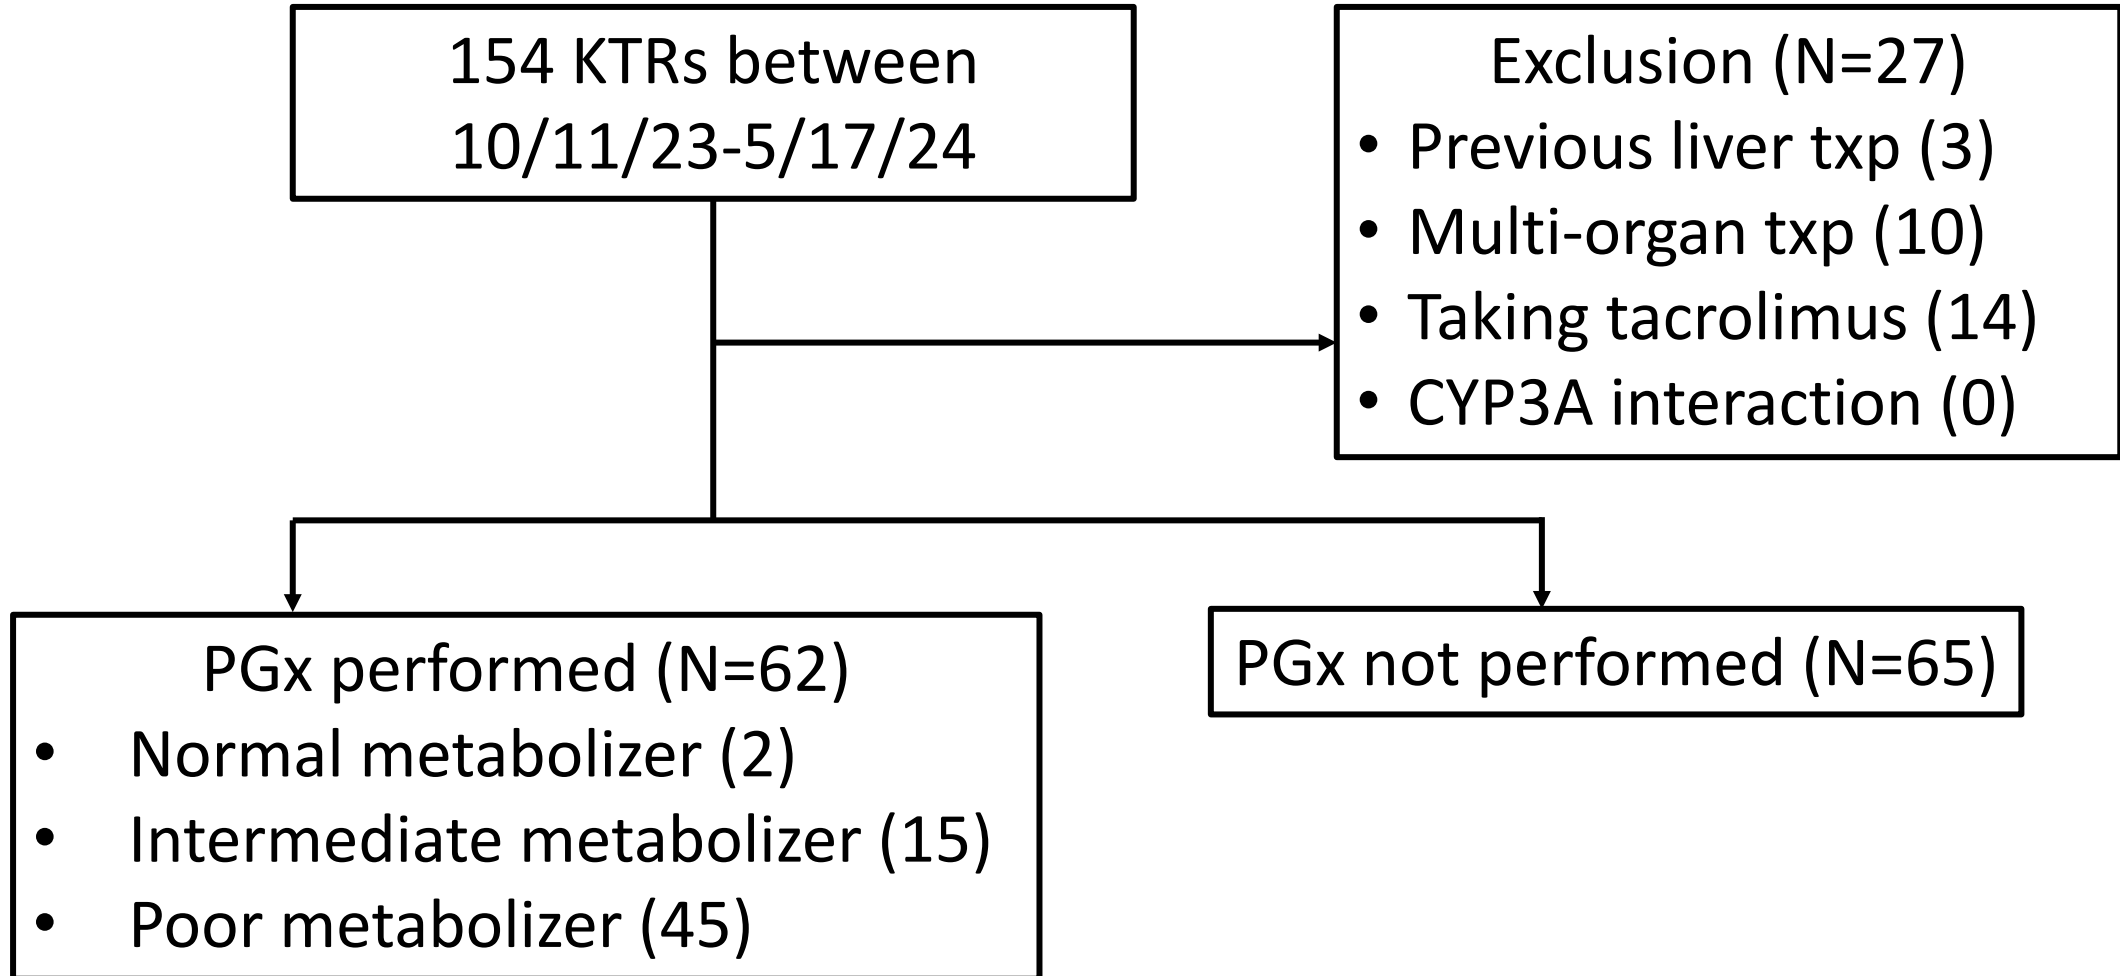 154 KTRs between
10/11/23-5/17/24
Exclusion (N=27)
• Previous liver txp (3)
• Multi-organ txp (10)
• Taking tacrolimus (14)
• CYP3A interaction (0)
PGx performed (N=62)
• Normal metabolizer (2)
• Intermediate metabolizer (15)
• Poor metabolizer (45)
PGx not performed (N=65)